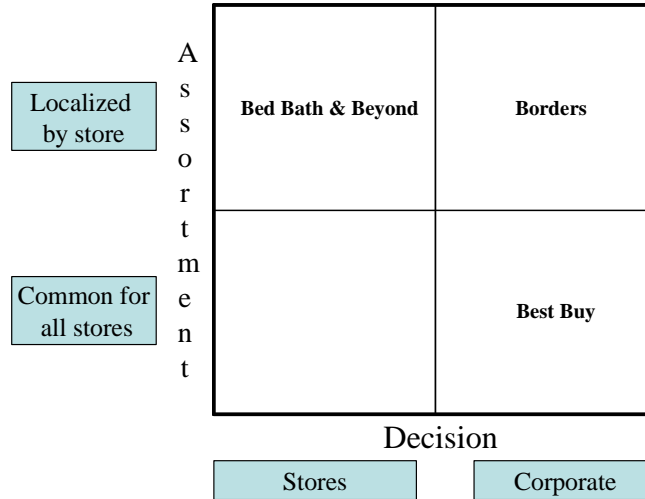 Assortment
Localized
by store
Bed Bath & Beyond
Borders
Common for
all stores
Best Buy
Decision
Stores
Corporate